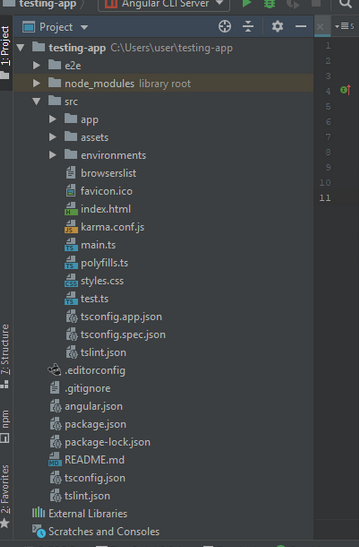 testing-app
Angular CLI Server
1: Project
Project
testing-app C:\Users\user\testing-app
e2e
node_modules library root
src
app
assets
environments
browserslist
favicon.ico
index.html
karma.conf.js
main.ts
polyfills.ts
styles.css
test.ts
tsconfig.app.json
tsconfig.spec.json
tslint.json
.editorconfig
.gitignore
angular.json
package.json
package-lock.json
README.md
tsconfig.json
tslint.json
External Libraries
Scratches and Consoles
7: Structure
npm
2: Favorites
1
2
3
4
5
6
7
8
9
10
11